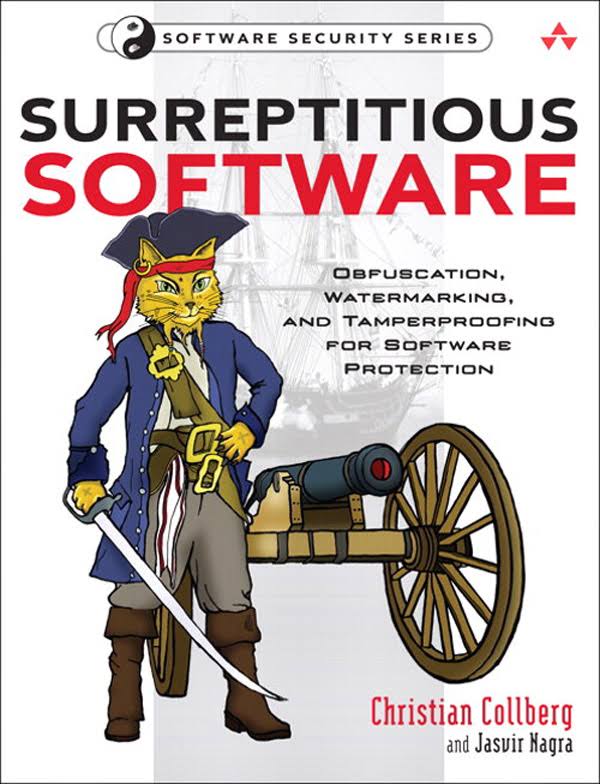 SOFTWARE SECURITY SERIES
SURREPTITIOUS
SOFTWARE
OBFUSCATION,
WATERMARKING,
AND TAMPERPROOFING
FOR SOFTWARE
PROTECTION
Christian Collberg
and Jasvir Nagra